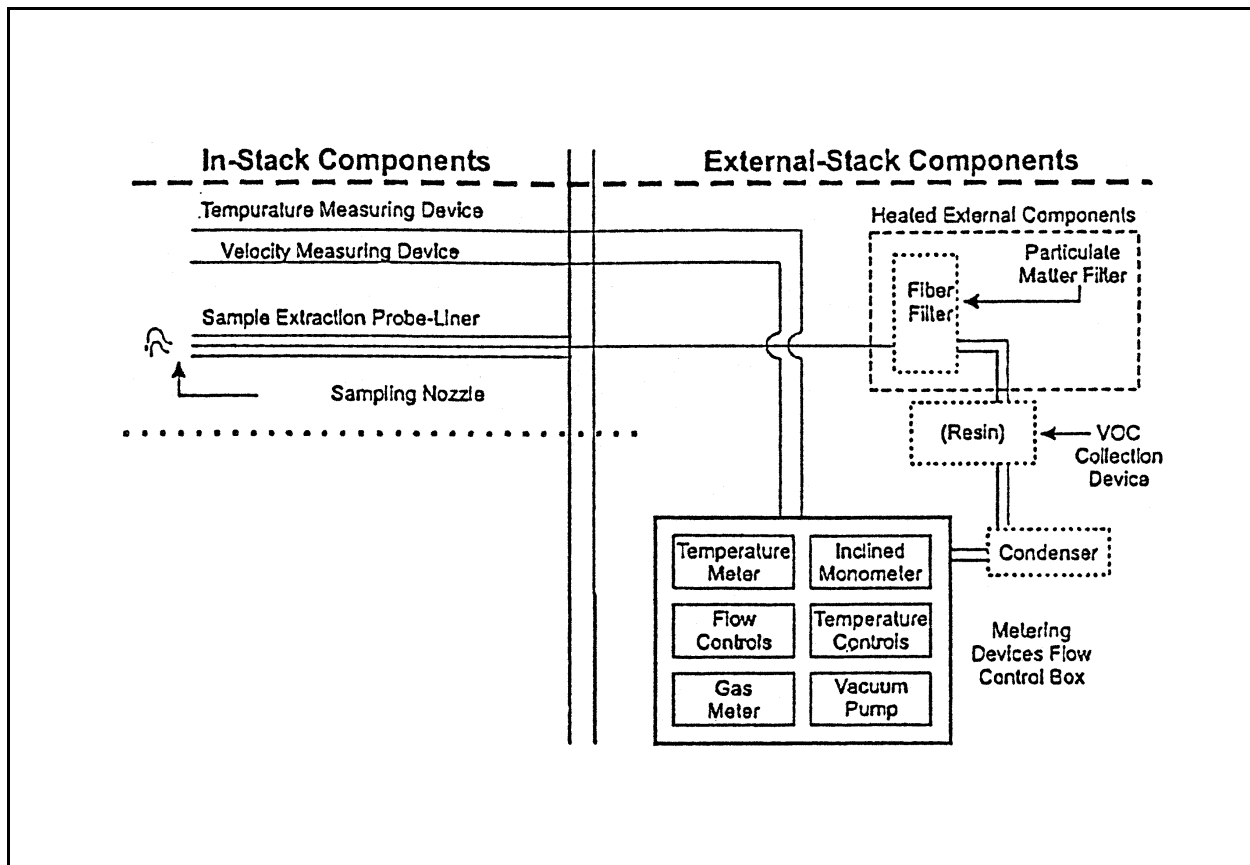 In-Stack Components
External-Stack Components
Tempurature Measuring Device
Velocity Measuring Device
Sample Extraction Probe-Liner
Sampling Nozzle
Heated External Components
Fiber
Filter
Particulate
Matter Filter
(Resin)
VOC
Collection
Device
Condenser
Temperature
Meter
Inclined
Monometer
Flow
Controls
Temperature
Controls
Gas
Meter
Vacuum
Pump
Metering
Devices Flow
Control Box